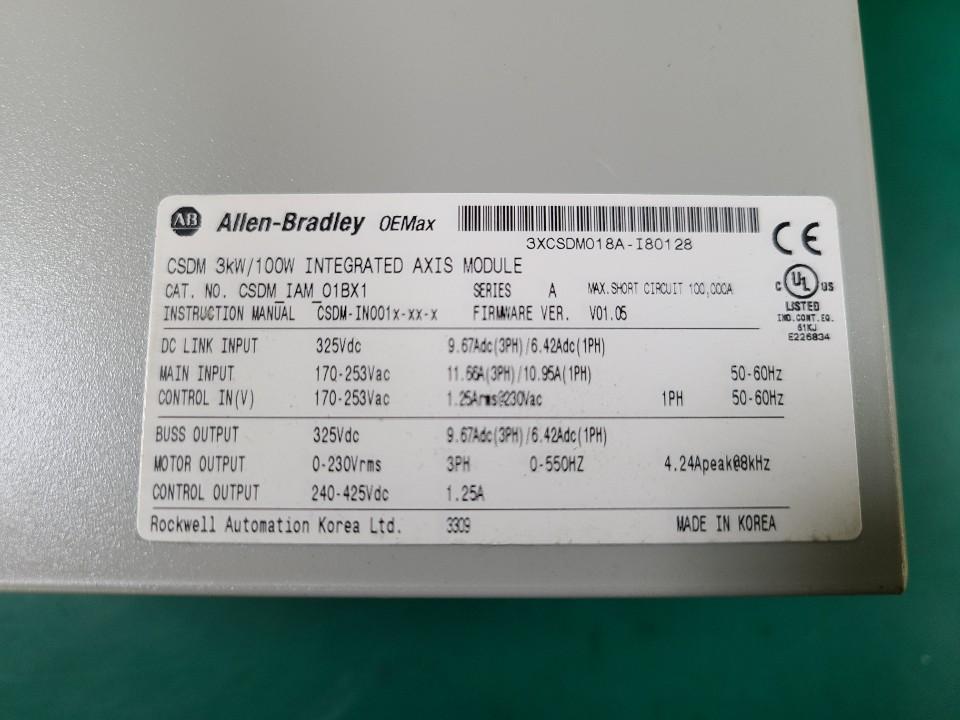 AB Allen-Bradley OEMax
3XCSDM018A-I80128
CE
CSDM 3kW/100W INTEGRATED AXIS MODULE
CAT. NO. CSDM_IAM_01BX1 SERIES A MAX.SHORT CIRCUIT 100,000A
INSTRUCTION MANUAL CSDM-IN001x-xx-x FIRMWARE VER. V01.05
C UL US
LISTED
IND.CONT.EQ.
61KJ
E226834
DC LINK INPUT 325Vdc 9.67Adc(3PH)/6.42Adc(1PH)
MAIN INPUT 170-253Vac 11.66A(3PH)/10.95A(1PH) 50-60Hz
CONTROL IN(V) 170-253Vac 1.25Arms@230Vac 1PH 50-60Hz
BUSS OUTPUT 325Vdc 9.67Adc(3PH)/6.42Adc(1PH)
MOTOR OUTPUT 0-230Vrms 3PH 0-550HZ 4.24Apeak@8kHz
CONTROL OUTPUT 240-425Vdc 1.25A
Rockwell Automation Korea Ltd. 3309 MADE IN KOREA